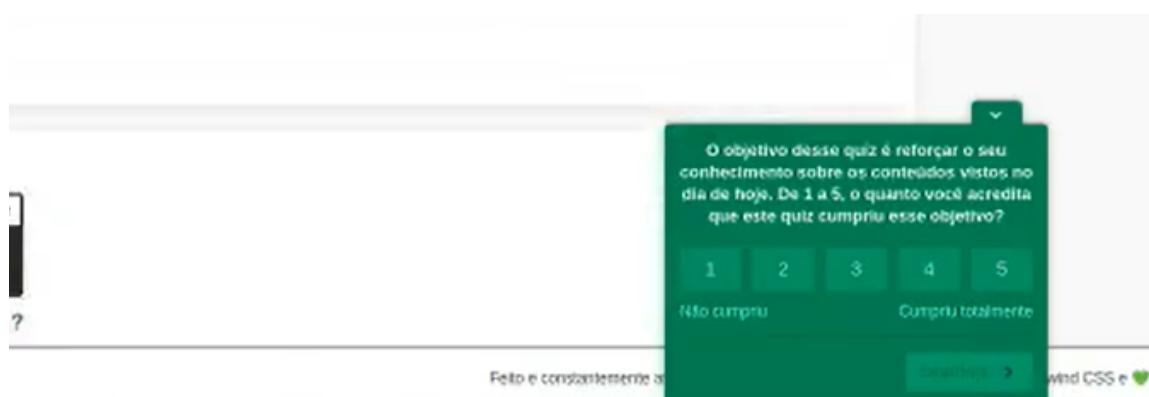 O objetivo desse quiz é reforçar o seu
conhecimento sobre os conteúdos vistos no
dia de hoje. De 1 a 5, o quanto você acredita
que este quiz cumpriu esse objetivo?
1 2 3 4 5
Não cumpriu Cumpriu totalmente
?
Feito e constantemente a wind CSS e 💚